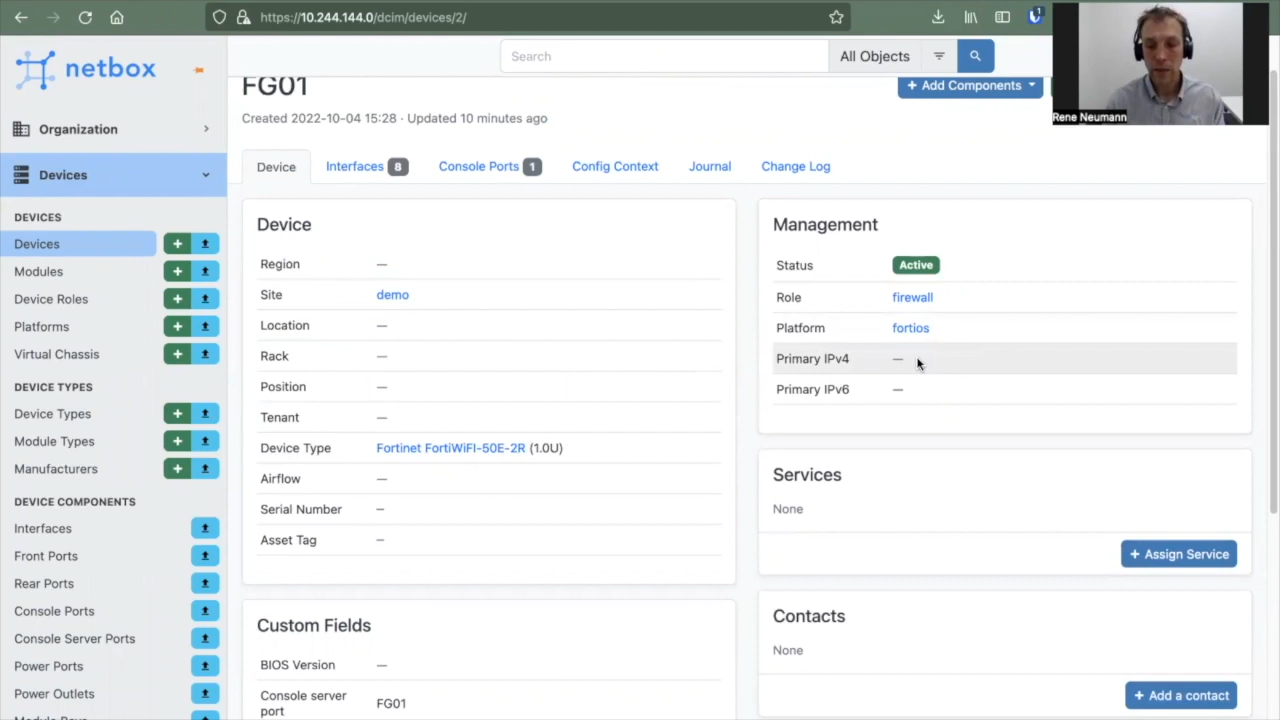 https://10.244.144.0/dcim/devices/2/
1
netbox
Search
All Objects
FG01
+ Add Components
Rene Neumann
Created 2022-10-04 15:28 · Updated 10 minutes ago
Organization
Devices
Device
Interfaces 8
Console Ports 1
Config Context
Journal
Change Log
DEVICES
Devices
Modules
Device Roles
Platforms
Virtual Chassis
DEVICE TYPES
Device Types
Module Types
Manufacturers
DEVICE COMPONENTS
Interfaces
Front Ports
Rear Ports
Console Ports
Console Server Ports
Power Ports
Power Outlets
Device
Region —
Site demo
Location —
Rack —
Position —
Tenant —
Device Type Fortinet FortiWiFI-50E-2R (1.0U)
Airflow —
Serial Number —
Asset Tag —
Custom Fields
BIOS Version —
Console server port FG01
Management
Status Active
Role firewall
Platform fortios
Primary IPv4 —
Primary IPv6 —
Services
None
+ Assign Service
Contacts
None
+ Add a contact